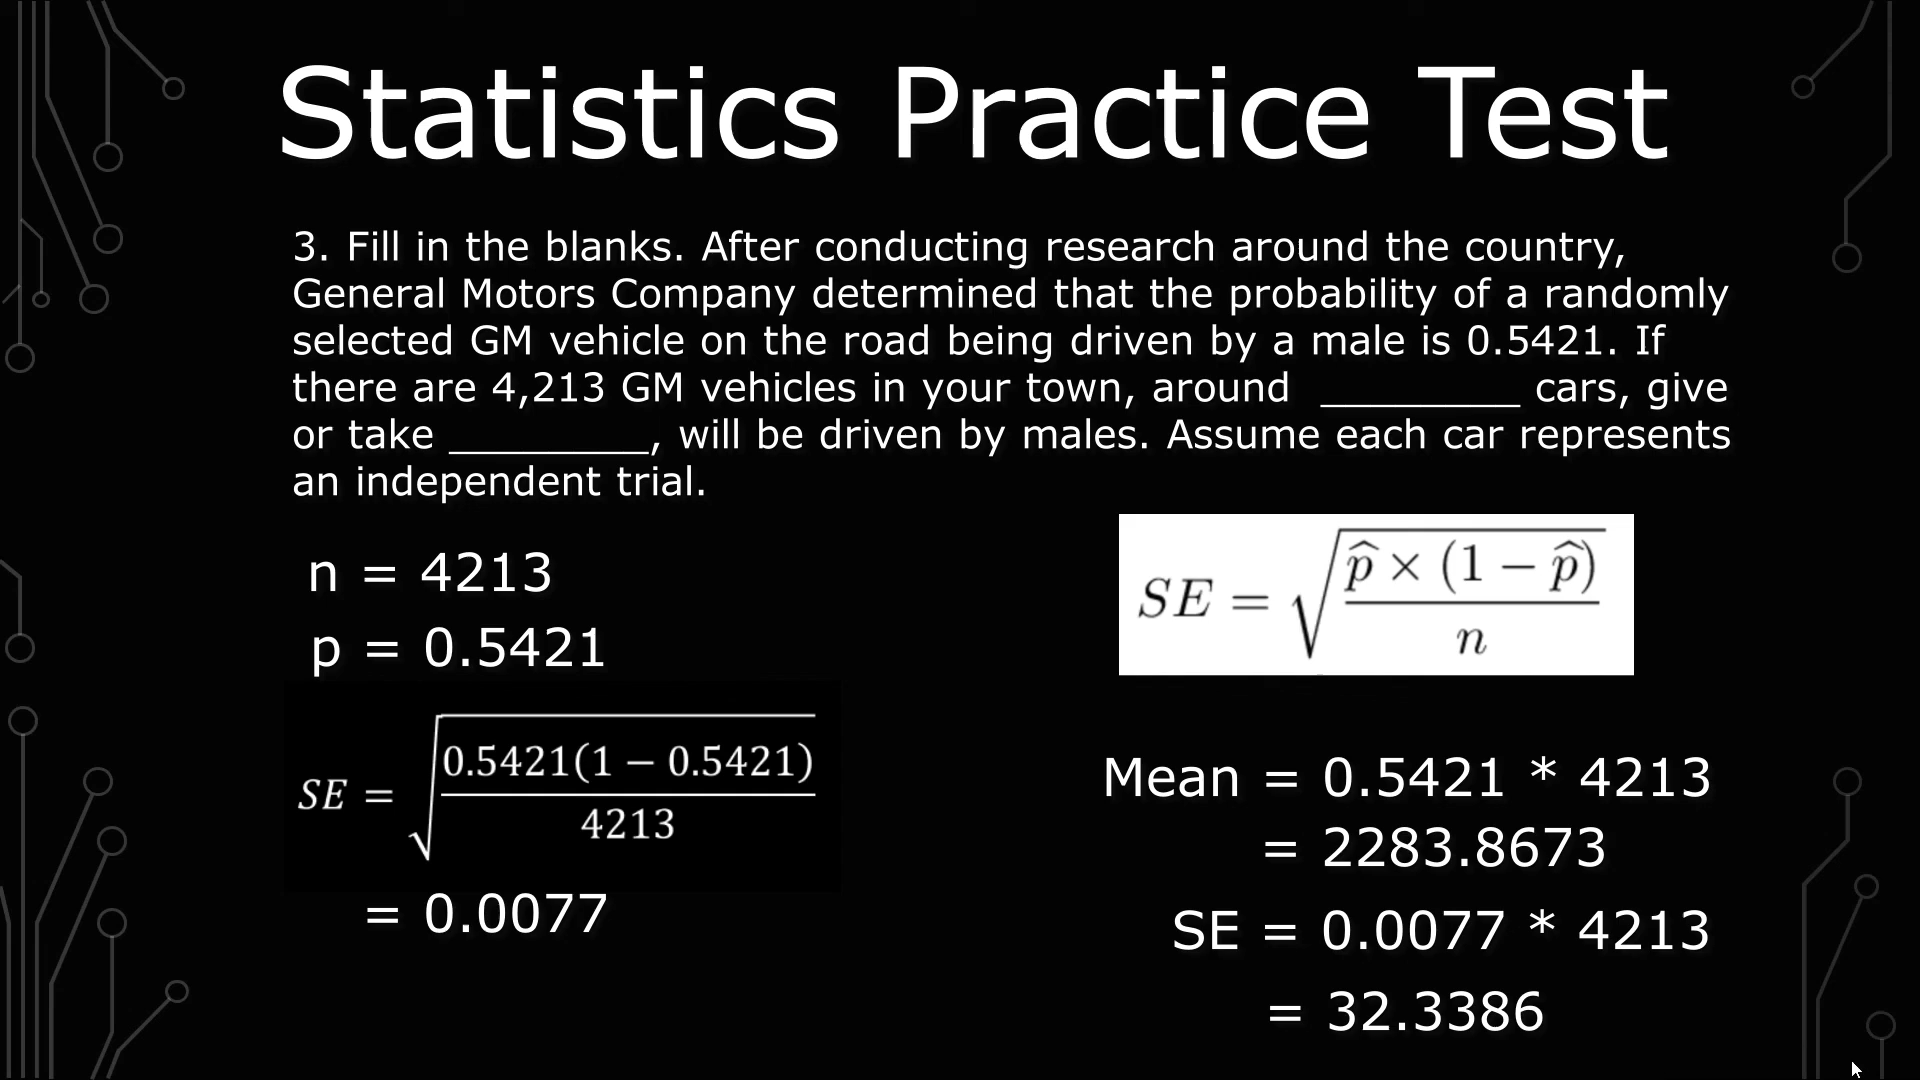 Statistics Practice Test
3. Fill in the blanks. After conducting research around the country,
General Motors Company determined that the probability of a randomly
selected GM vehicle on the road being driven by a male is 0.5421. If
there are 4,213 GM vehicles in your town, around ________ cars, give
or take ________, will be driven by males. Assume each car represents
an independent trial.
n = 4213
p = 0.5421
SE = √(0.5421(1 − 0.5421) / 4213)
= 0.0077
SE = √(p̂ × (1 − p̂) / n)
Mean = 0.5421 * 4213
= 2283.8673
SE = 0.0077 * 4213
= 32.3386